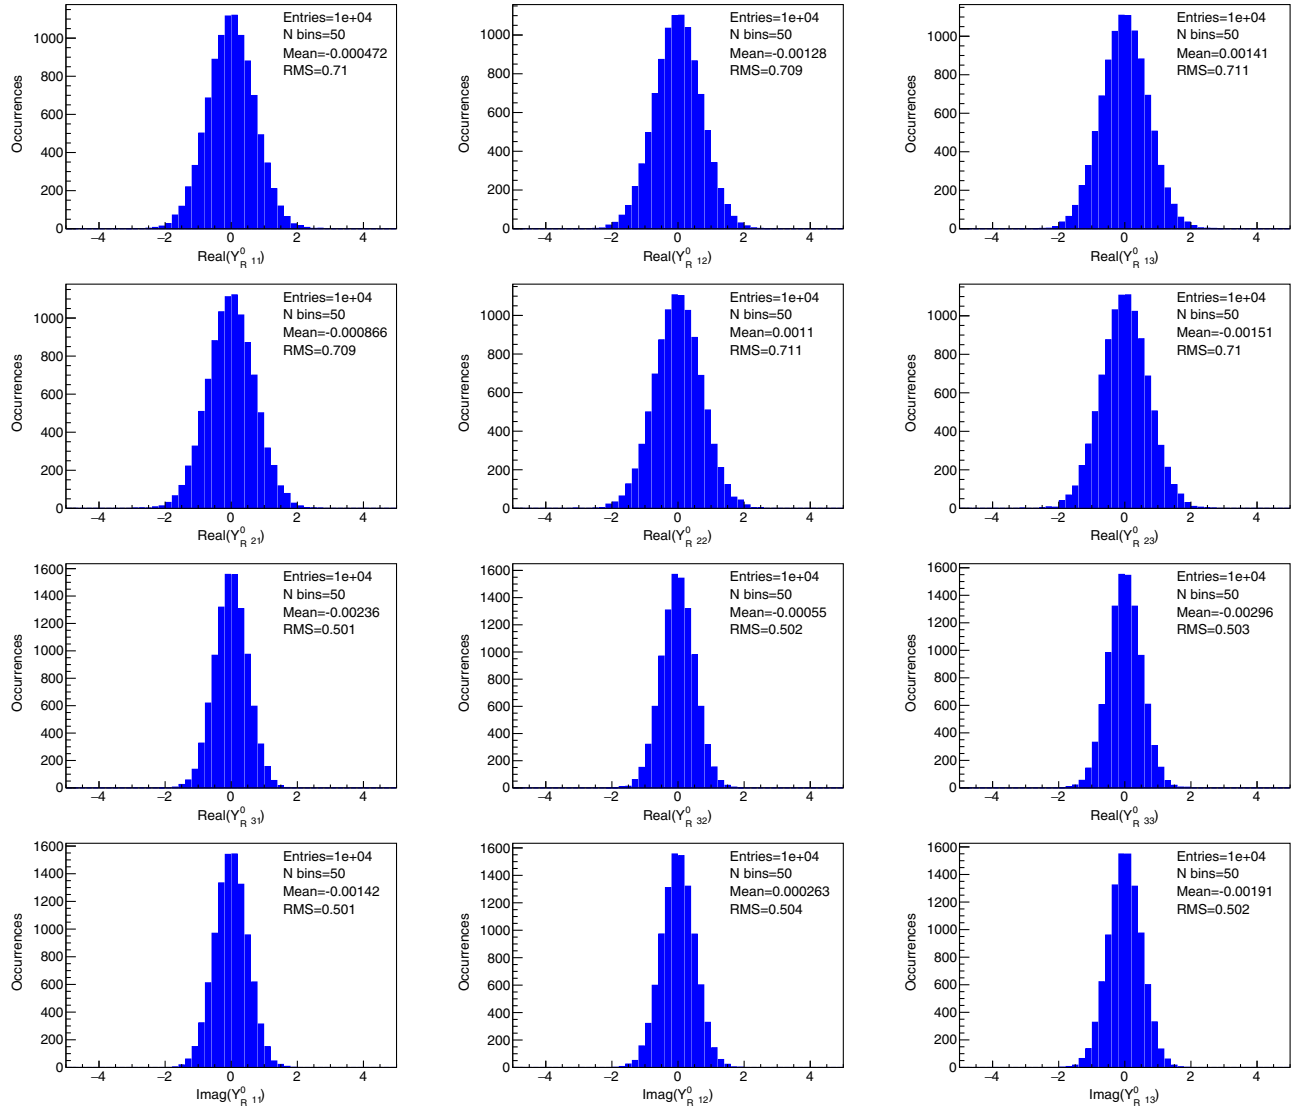 Entries=1e+04
N bins=50
Mean=-0.000472
RMS=0.71
Occurrences
1000
800
600
400
200
0
−4 −2 0 2 4
Real(Y⁰R 11)
Entries=1e+04
N bins=50
Mean=-0.00128
RMS=0.709
Occurrences
1000
800
600
400
200
0
−4 −2 0 2 4
Real(Y⁰R 12)
Entries=1e+04
N bins=50
Mean=0.00141
RMS=0.711
Occurrences
1000
800
600
400
200
0
−4 −2 0 2 4
Real(Y⁰R 13)
Entries=1e+04
N bins=50
Mean=-0.000866
RMS=0.709
Occurrences
1000
800
600
400
200
0
−4 −2 0 2 4
Real(Y⁰R 21)
Entries=1e+04
N bins=50
Mean=0.0011
RMS=0.711
Occurrences
1000
800
600
400
200
0
−4 −2 0 2 4
Real(Y⁰R 22)
Entries=1e+04
N bins=50
Mean=-0.00151
RMS=0.71
Occurrences
1000
800
600
400
200
0
−4 −2 0 2 4
Real(Y⁰R 23)
Entries=1e+04
N bins=50
Mean=-0.00236
RMS=0.501
Occurrences
1600
1400
1200
1000
800
600
400
200
0
−4 −2 0 2 4
Real(Y⁰R 31)
Entries=1e+04
N bins=50
Mean=-0.00055
RMS=0.502
Occurrences
1600
1400
1200
1000
800
600
400
200
0
−4 −2 0 2 4
Real(Y⁰R 32)
Entries=1e+04
N bins=50
Mean=-0.00296
RMS=0.503
Occurrences
1600
1400
1200
1000
800
600
400
200
0
−4 −2 0 2 4
Real(Y⁰R 33)
Entries=1e+04
N bins=50
Mean=-0.00142
RMS=0.501
Occurrences
1600
1400
1200
1000
800
600
400
200
0
−4 −2 0 2 4
Imag(Y⁰R 11)
Entries=1e+04
N bins=50
Mean=0.000263
RMS=0.504
Occurrences
1600
1400
1200
1000
800
600
400
200
0
−4 −2 0 2 4
Imag(Y⁰R 12)
Entries=1e+04
N bins=50
Mean=-0.00191
RMS=0.502
Occurrences
1600
1400
1200
1000
800
600
400
200
0
−4 −2 0 2 4
Imag(Y⁰R 13)